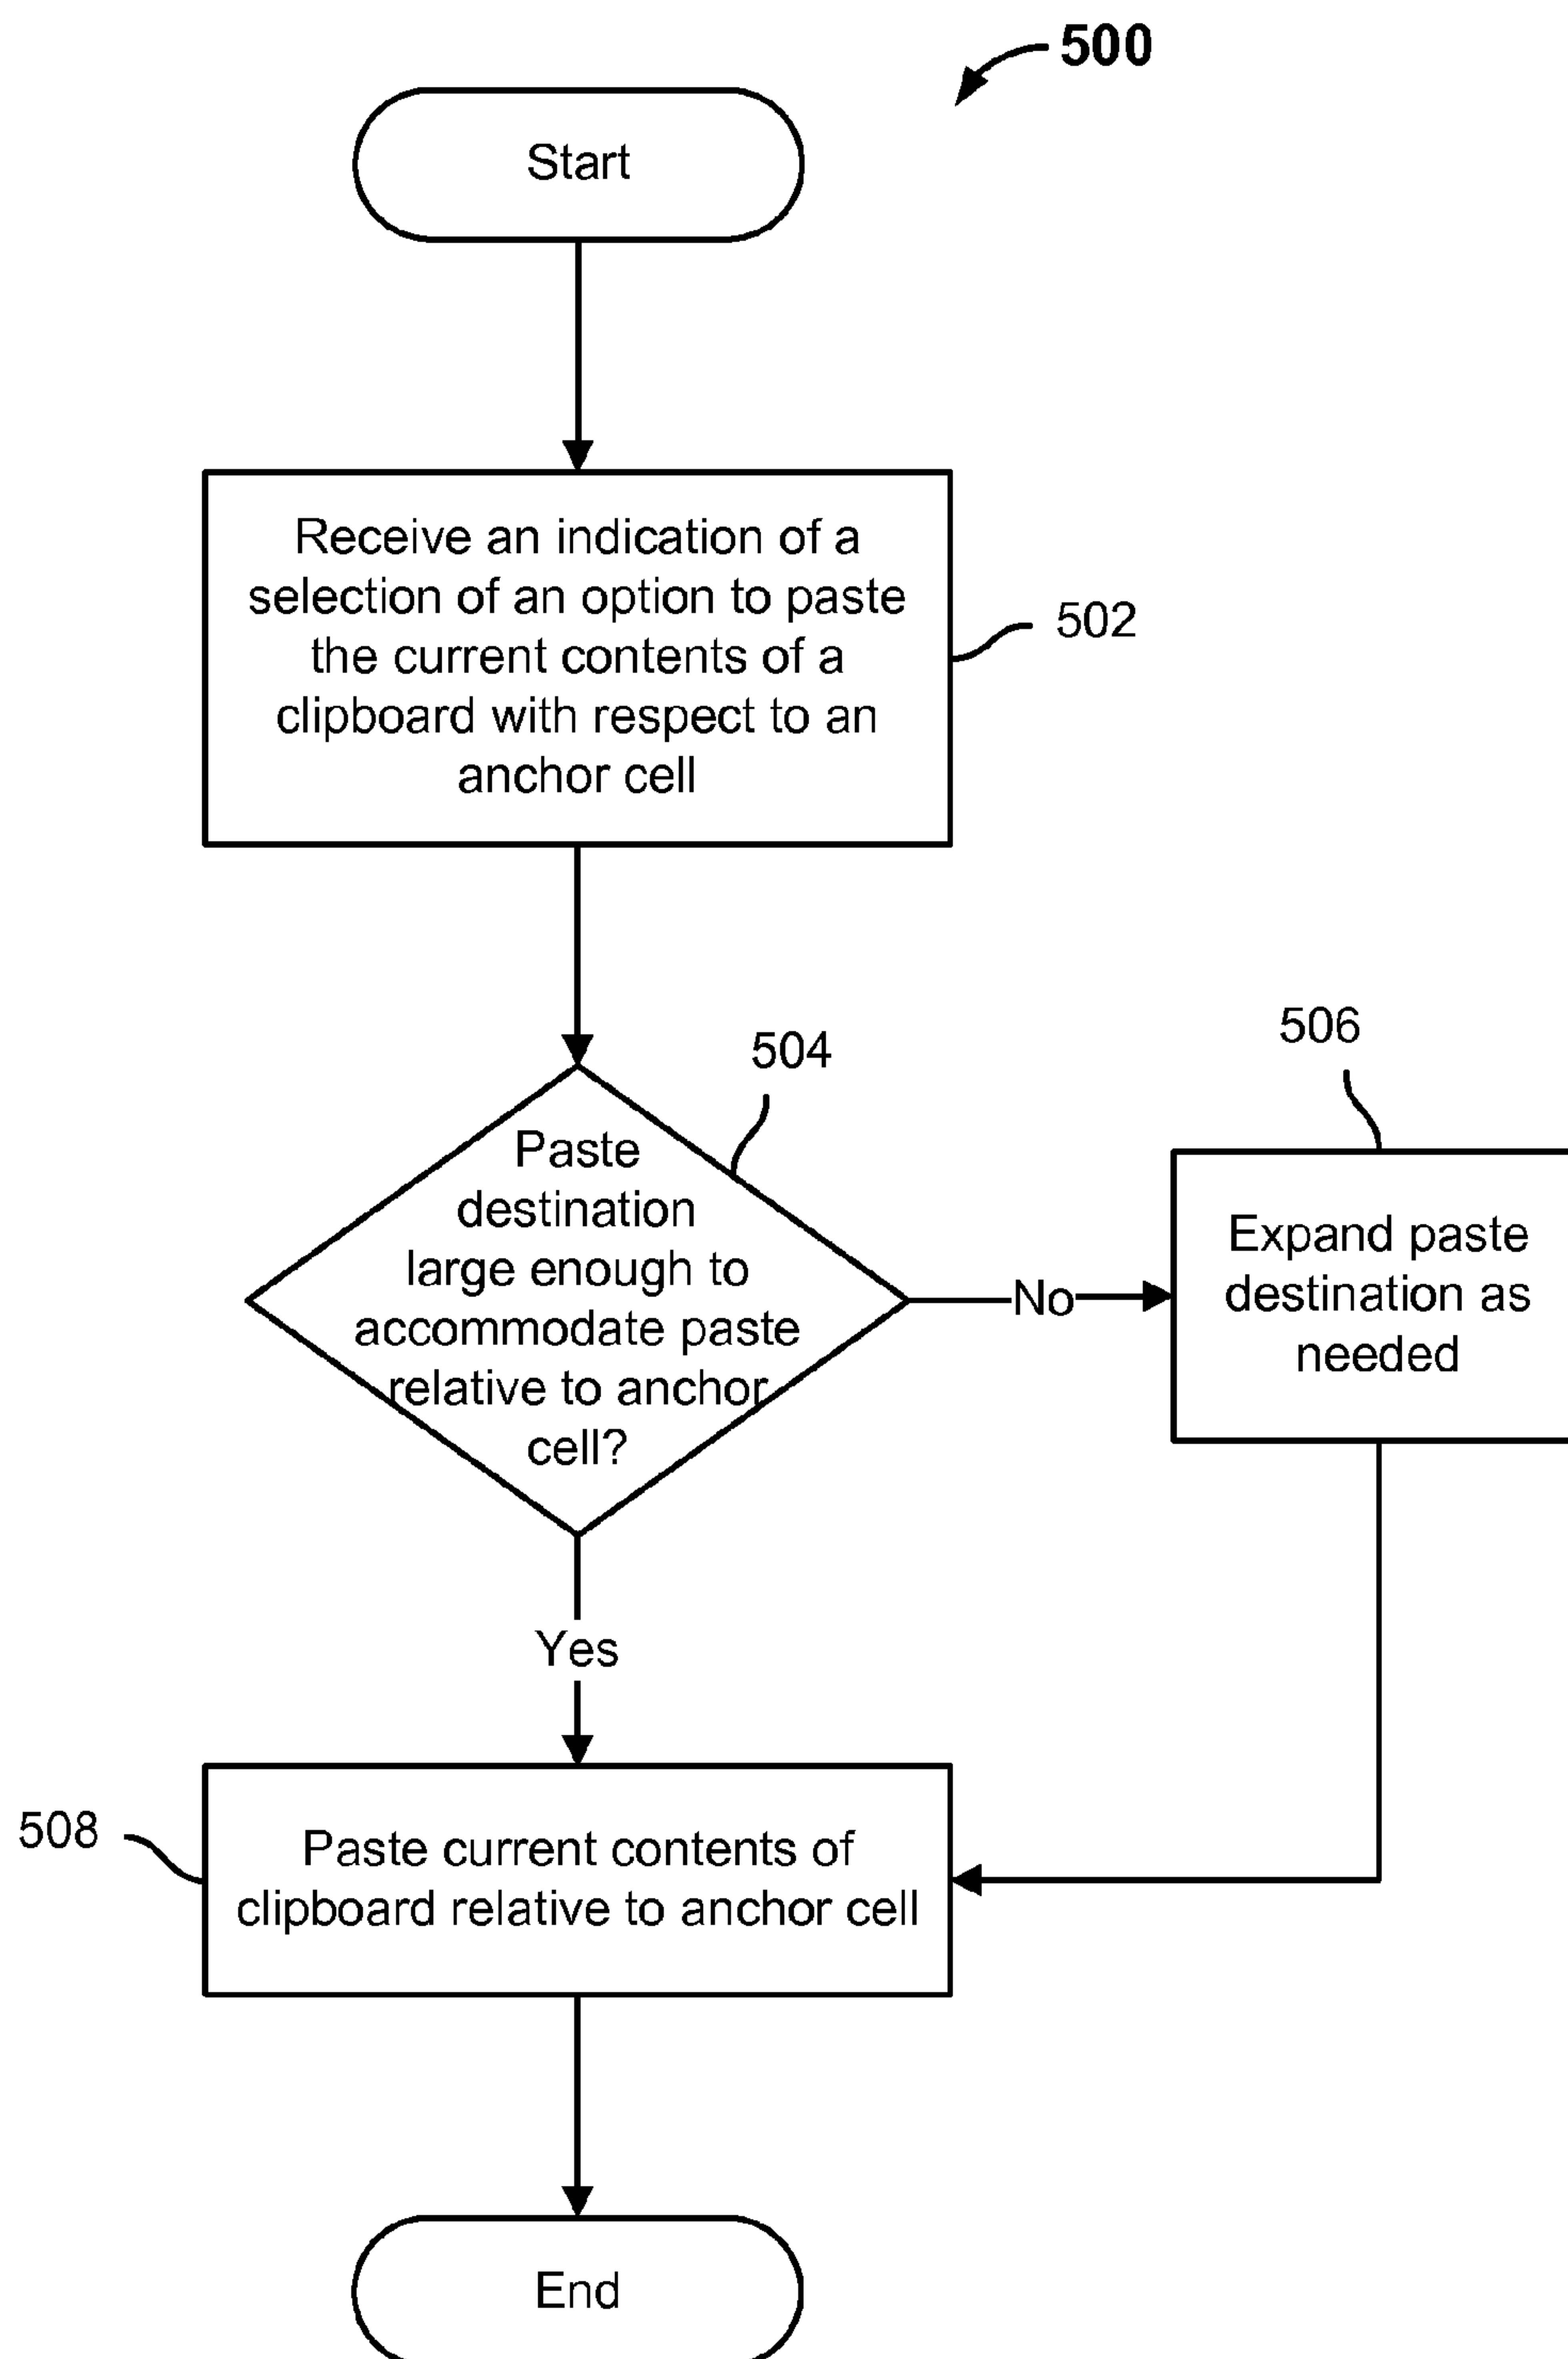 500
Start
Receive an indication of a
selection of an option to paste
the current contents of a
clipboard with respect to an
anchor cell
502
504
Paste
destination
large enough to
accommodate paste
relative to anchor
cell?
No
506
Expand paste
destination as
needed
Yes
508
Paste current contents of
clipboard relative to anchor cell
End